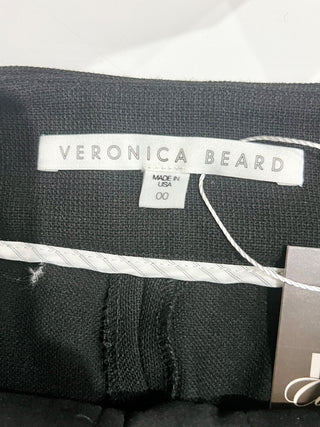 VERONICA BEARD
MADE IN
USA
00